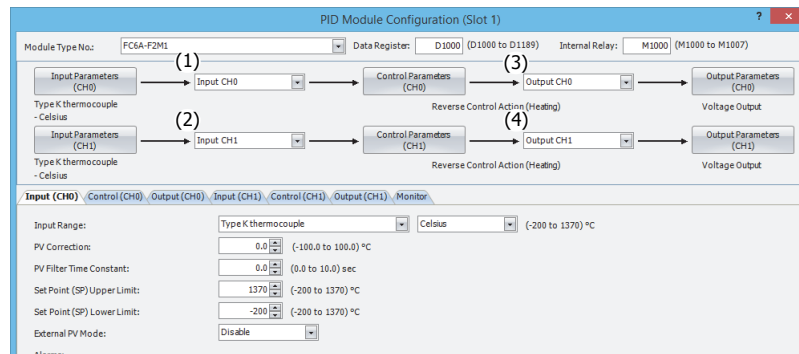 PID Module Configuration (Slot 1)
? ×
Module Type No.: FC6A-F2M1 Data Register: D1000 (D1000 to D1189) Internal Relay: M1000 (M1000 to M1007)
(1) (3)
Input Parameters (CH0) Input CH0 Control Parameters (CH0) Output CH0 Output Parameters (CH0)
Type K thermocouple
- Celsius
Reverse Control Action (Heating) Voltage Output
(2) (4)
Input Parameters (CH1) Input CH1 Control Parameters (CH1) Output CH1 Output Parameters (CH1)
Type K thermocouple
- Celsius
Reverse Control Action (Heating) Voltage Output
Input (CH0) Control (CH0) Output (CH0) Input (CH1) Control (CH1) Output (CH1) Monitor
Input Range: Type K thermocouple Celsius (-200 to 1370) °C
PV Correction: 0.0 (-100.0 to 100.0) °C
PV Filter Time Constant: 0.0 (0.0 to 10.0) sec
Set Point (SP) Upper Limit: 1370 (-200 to 1370) °C
Set Point (SP) Lower Limit: -200 (-200 to 1370) °C
External PV Mode: Disable